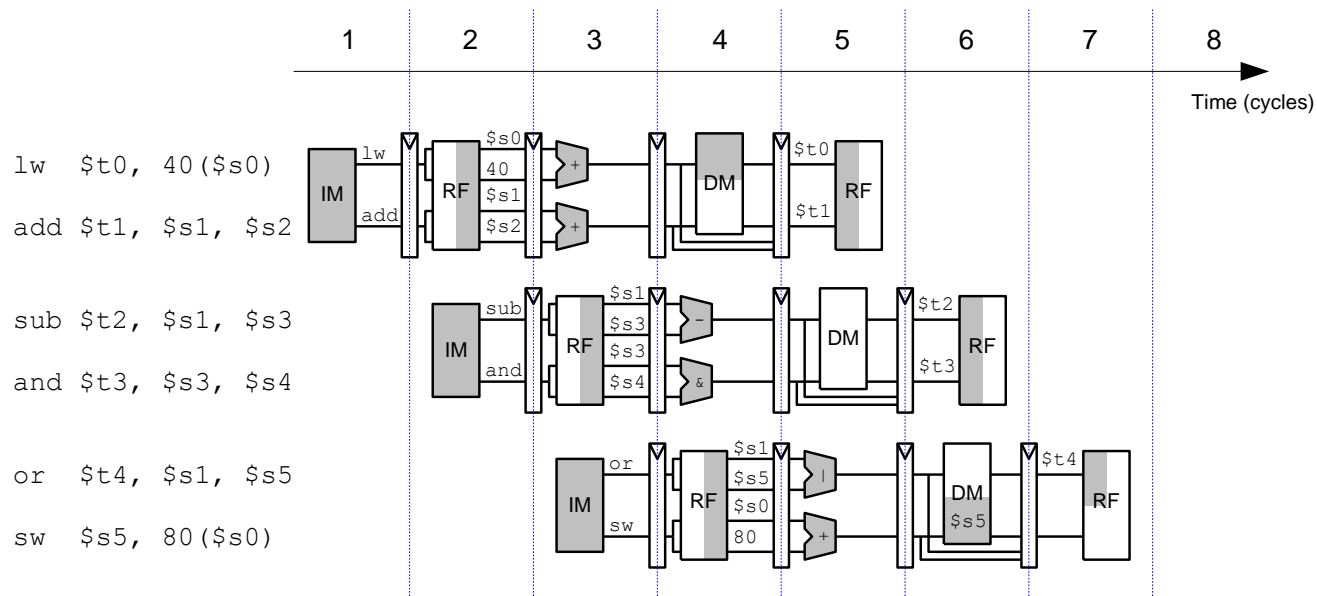 1 2 3 4 5 6 7 8
Time (cycles)
lw $t0, 40($s0)
add $t1, $s1, $s2
IM
lw
add
RF
$s0
40
$s1
$s2
+
+
DM
$t0
$t1
RF
sub $t2, $s1, $s3
and $t3, $s3, $s4
IM
sub
and
RF
$s1
$s3
$s3
$s4
-
&
DM
$t2
$t3
RF
or $t4, $s1, $s5
sw $s5, 80($s0)
IM
or
sw
RF
$s1
$s5
$s0
80
|
+
DM
$s5
$t4
RF